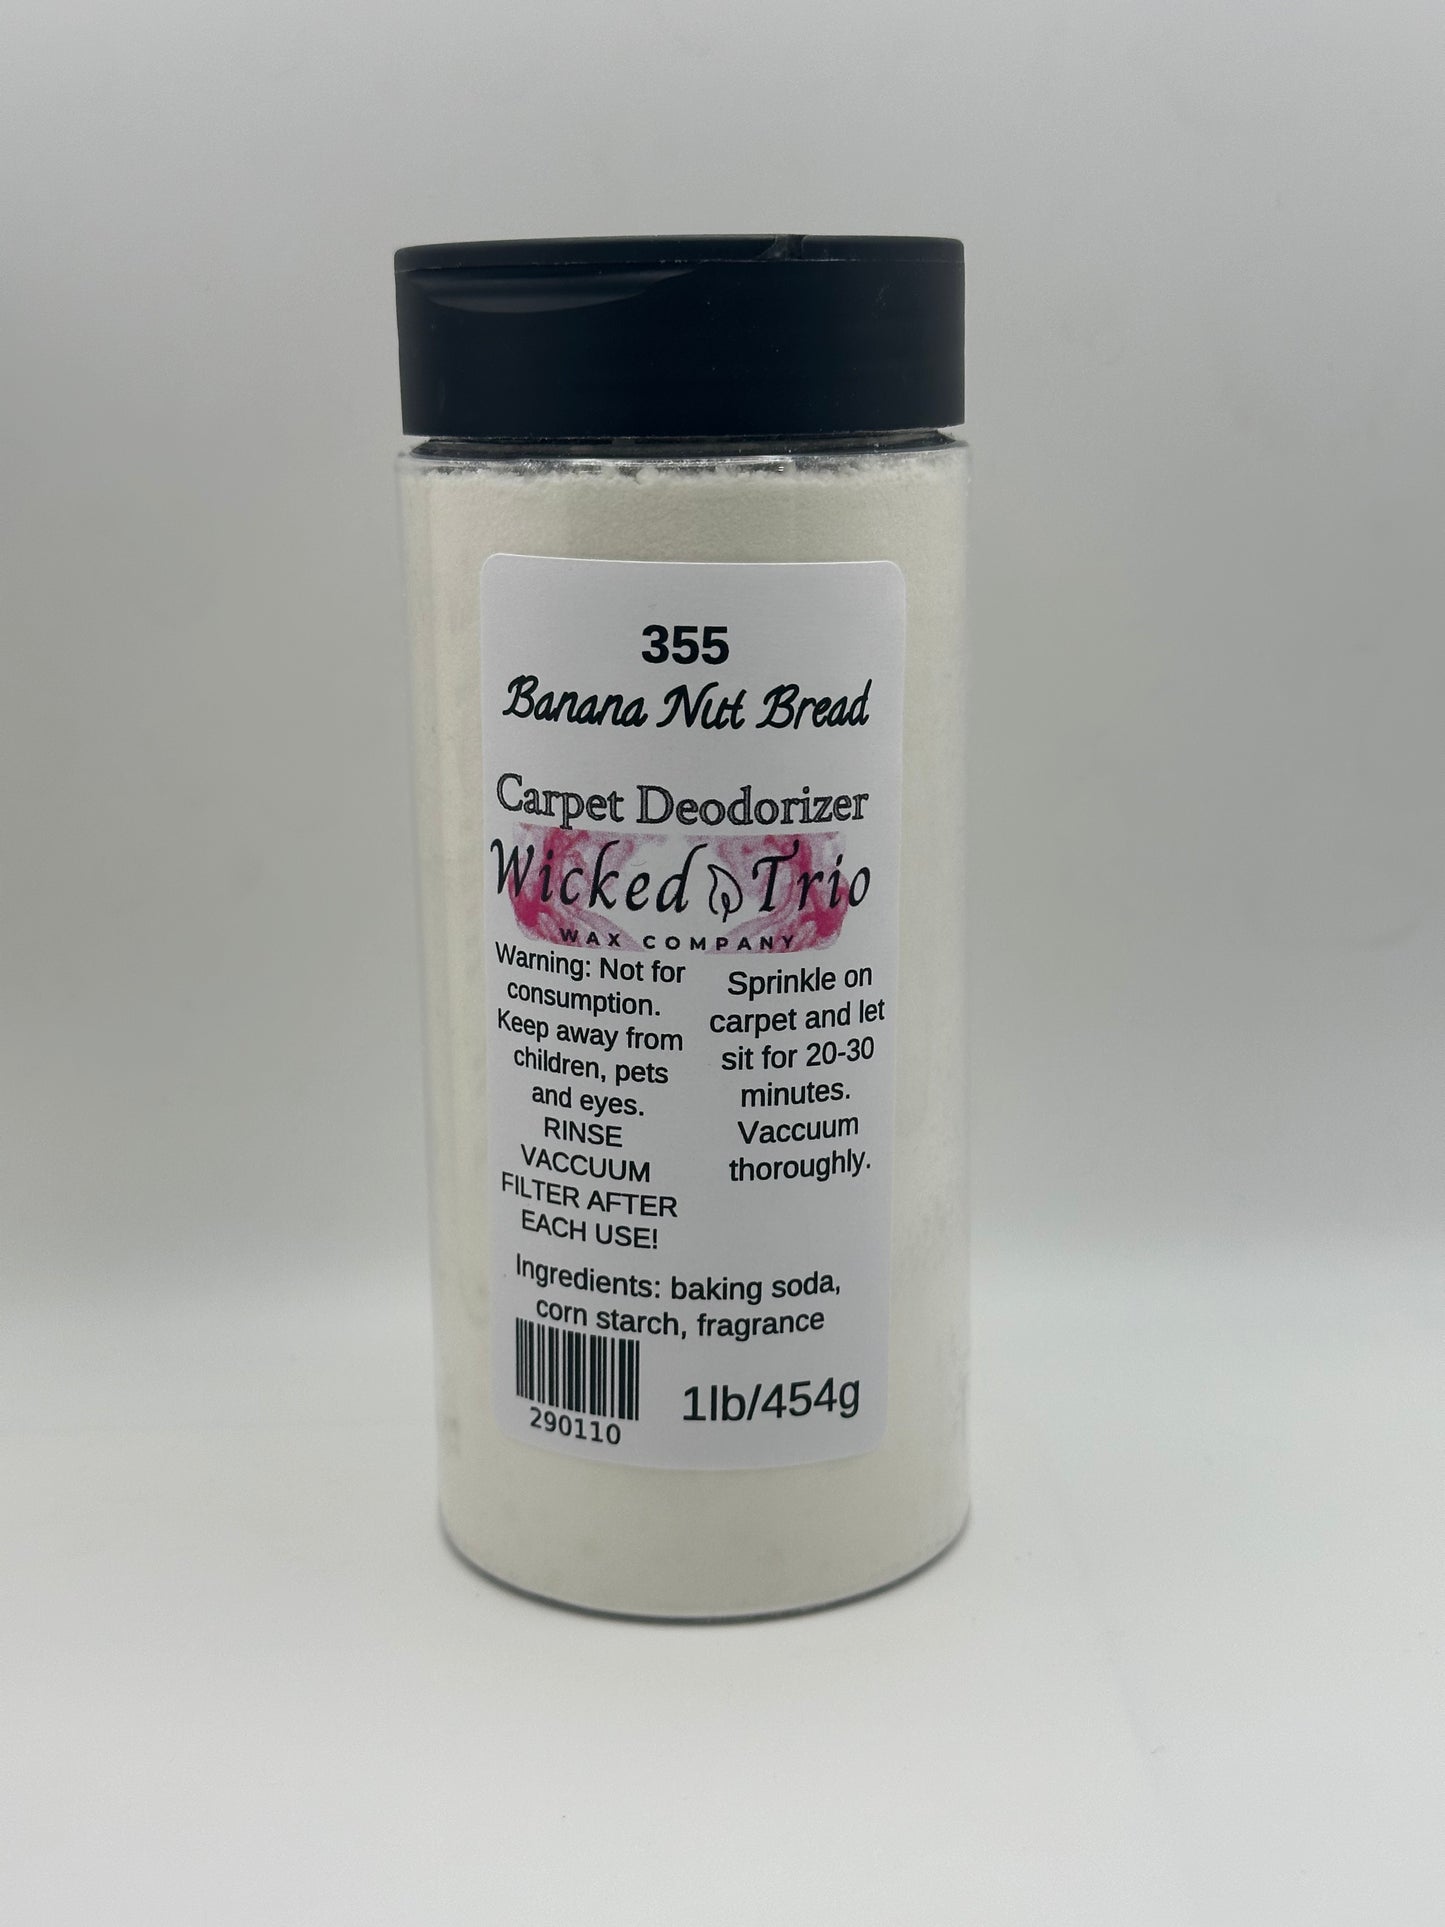 355
Banana Nut Bread
Carpet Deodorizer
Wicked Trio
WAX COMPANY
Warning: Not for
consumption.
Keep away from
children, pets
and eyes.
RINSE
VACCUUM
FILTER AFTER
EACH USE!
Sprinkle on
carpet and let
sit for 20-30
minutes.
Vaccuum
thoroughly.
Ingredients: baking soda,
corn starch, fragrance
290110
1lb/454g